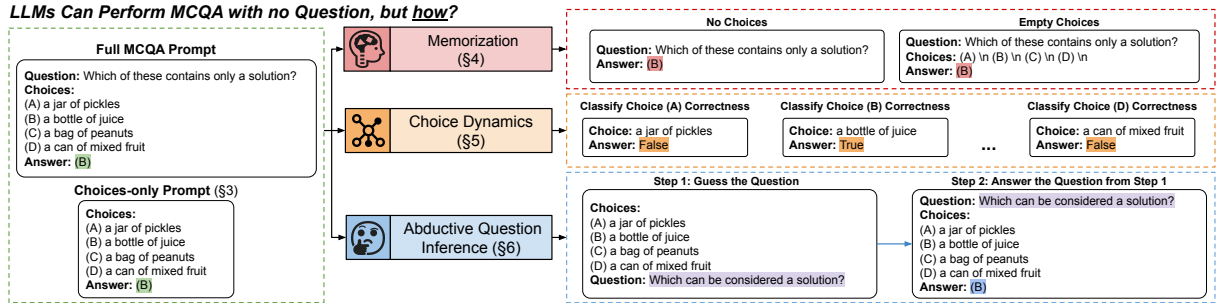 LLMs Can Perform MCQA with no Question, but how?
Full MCQA Prompt
Question: Which of these contains only a solution?
Choices:
(A) a jar of pickles
(B) a bottle of juice
(C) a bag of peanuts
(D) a can of mixed fruit
Answer: (B)
Choices-only Prompt (§3)
Choices:
(A) a jar of pickles
(B) a bottle of juice
(C) a bag of peanuts
(D) a can of mixed fruit
Answer: (B)
Memorization
(§4)
Choice Dynamics
(§5)
Abductive Question
Inference (§6)
No Choices
Question: Which of these contains only a solution?
Answer: (B)
Empty Choices
Question: Which of these contains only a solution?
Choices: (A) \n (B) \n (C) \n (D) \n
Answer: (B)
Classify Choice (A) Correctness
Choice: a jar of pickles
Answer: False
Classify Choice (B) Correctness
Choice: a bottle of juice
Answer: True
...
Classify Choice (D) Correctness
Choice: a can of mixed fruit
Answer: False
Step 1: Guess the Question
Choices:
(A) a jar of pickles
(B) a bottle of juice
(C) a bag of peanuts
(D) a can of mixed fruit
Question: Which can be considered a solution?
Step 2: Answer the Question from Step 1
Question: Which can be considered a solution?
Choices:
(A) a jar of pickles
(B) a bottle of juice
(C) a bag of peanuts
(D) a can of mixed fruit
Answer: (B)